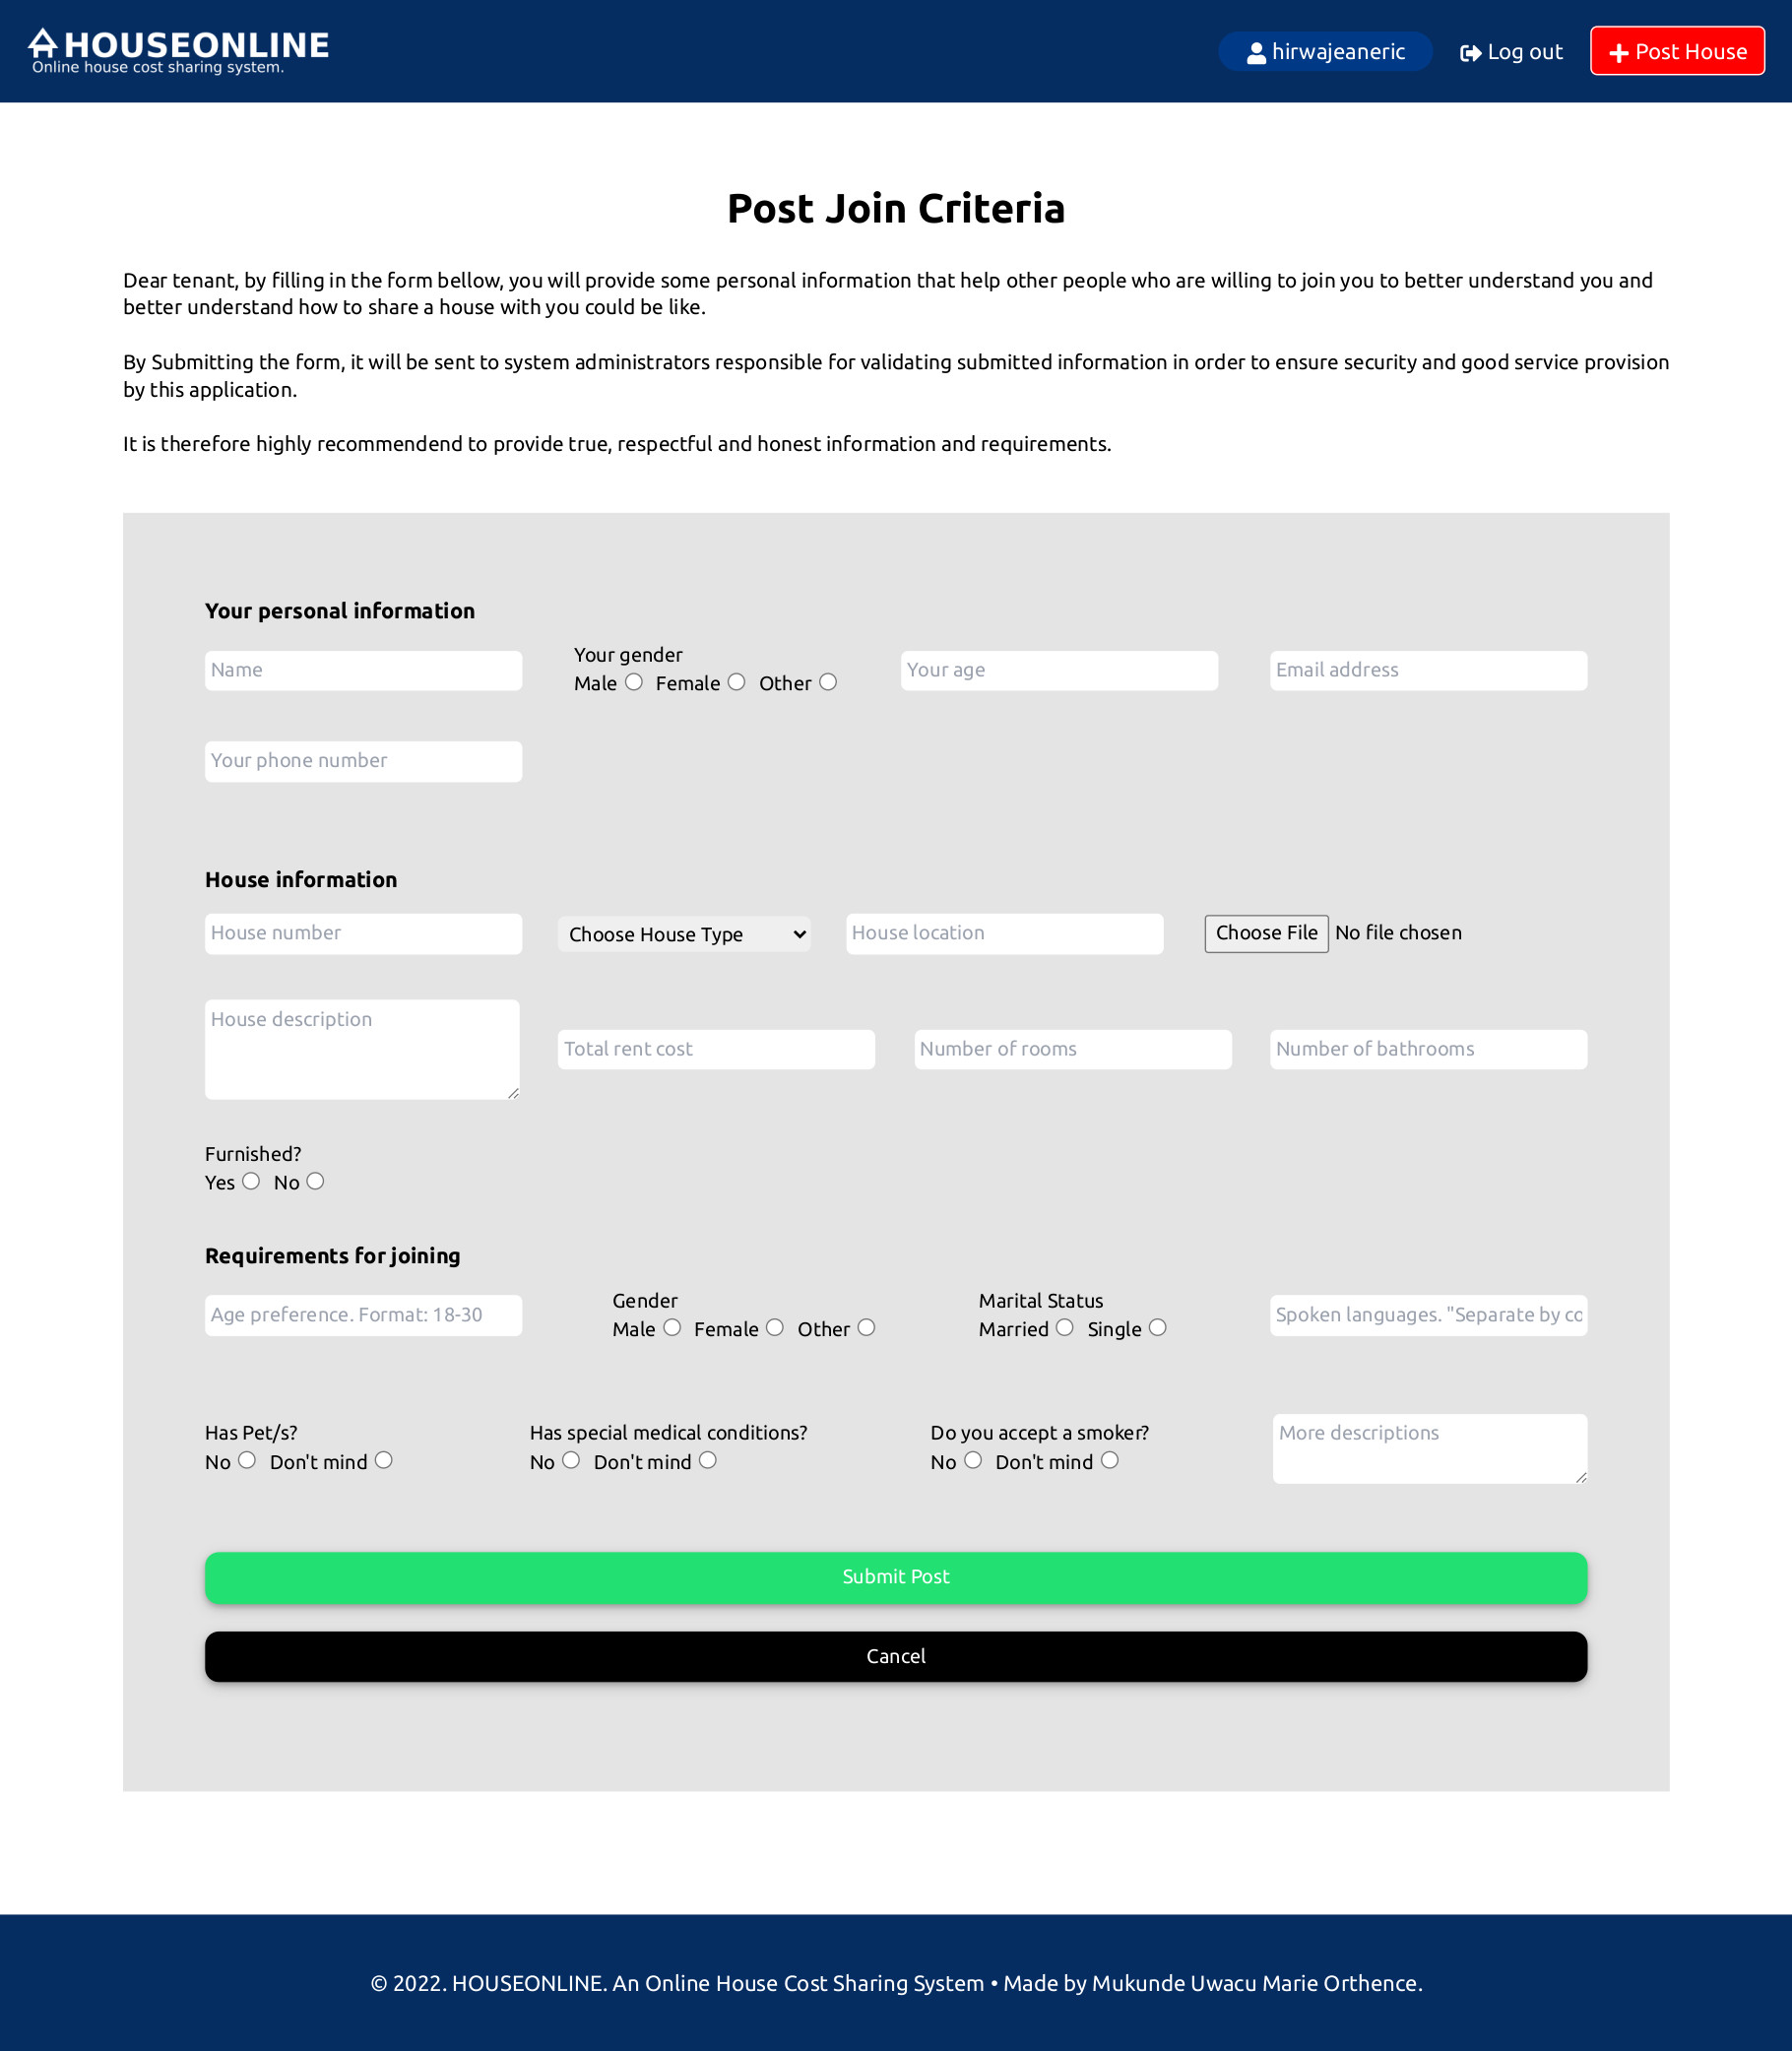 HOUSEONLINE
Online house cost sharing system.
hirwajeaneric
Log out
Post House
Post Join Criteria
Dear tenant, by filling in the form bellow, you will provide some personal information that help other people who are willing to join you to better understand you and
better understand how to share a house with you could be like.
By Submitting the form, it will be sent to system administrators responsible for validating submitted information in order to ensure security and good service provision
by this application.
It is therefore highly recommendend to provide true, respectful and honest information and requirements.
Your personal information
Name
Your gender
Male Female Other
Your age
Email address
Your phone number
House information
House number
Choose House Type
House location
Choose File No file chosen
House description
Total rent cost
Number of rooms
Number of bathrooms
Furnished?
Yes No
Requirements for joining
Age preference. Format: 18-30
Gender
Male Female Other
Marital Status
Married Single
Spoken languages. "Separate by co
Has Pet/s?
No Don't mind
Has special medical conditions?
No Don't mind
Do you accept a smoker?
No Don't mind
More descriptions
Submit Post
Cancel
© 2022. HOUSEONLINE. An Online House Cost Sharing System • Made by Mukunde Uwacu Marie Orthence.